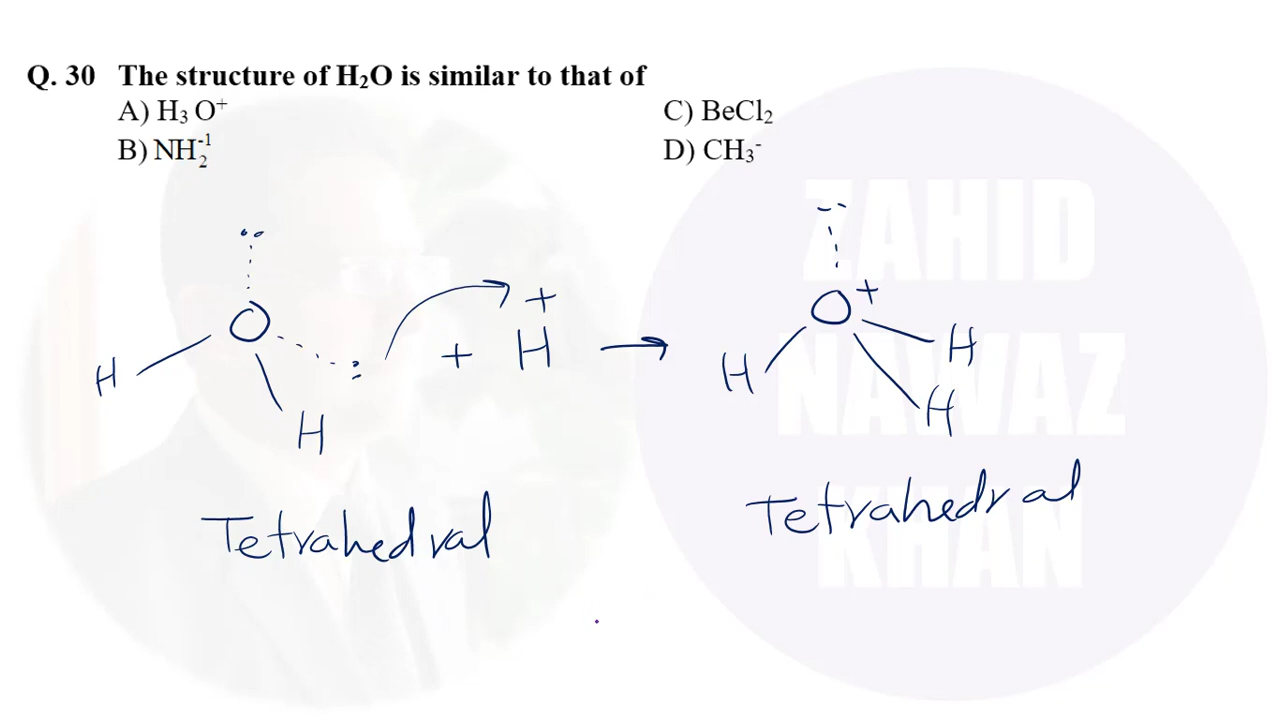 Q. 30 The structure of H₂O is similar to that of
A) H₃ O⁺ C) BeCl₂
B) NH₂⁻¹ D) CH₃⁻
ZAHID
NAWAZ
KHAN
O
H
H
+ H⁺ →
O⁺
H
H
H
Tetrahedral
Tetrahedral